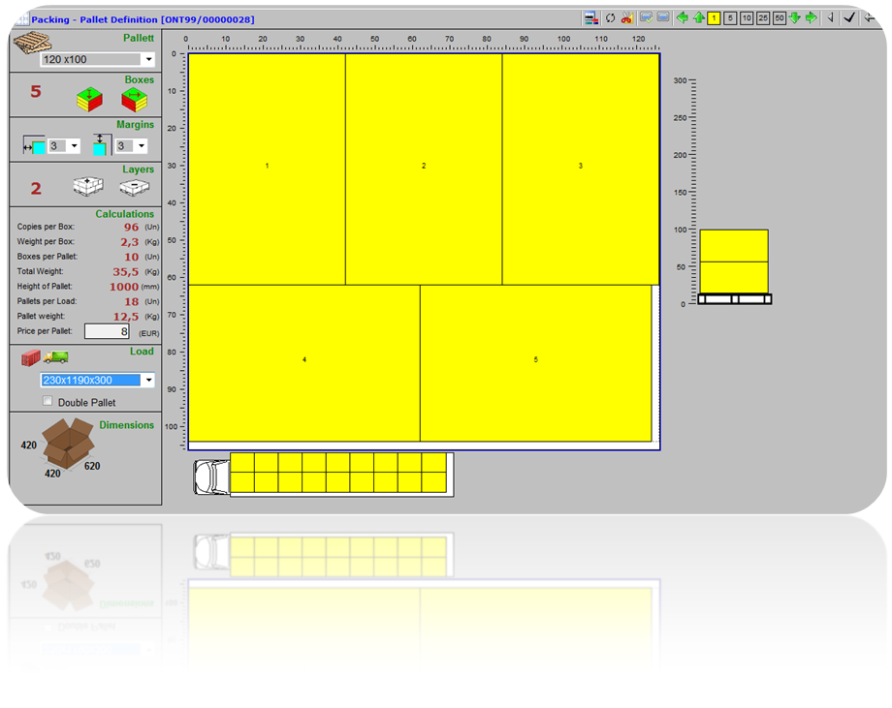 Packing - Pallet Definition [ONT99/00000028]
1 5 10 25 50
Pallett
120 x100
Boxes
5
Margins
3 3
Layers
2
Calculations
Copies per Box: 96 (Un)
Weight per Box: 2,3 (Kg)
Boxes per Pallet: 10 (Un)
Total Weight: 35,5 (Kg)
Height of Pallet: 1000 (mm)
Pallets per Load: 18 (Un)
Pallet weight: 12,5 (Kg)
Price per Pallet: 8 (EUR)
Load
230x1190x300
Double Pallet
Dimensions
420
620
420
0 10 20 30 40 50 60 70 80 90 100 110 120
0
10
20
30
40
50
60
70
80
90
100
1 2 3
4 5
300
250
200
150
100
50
0